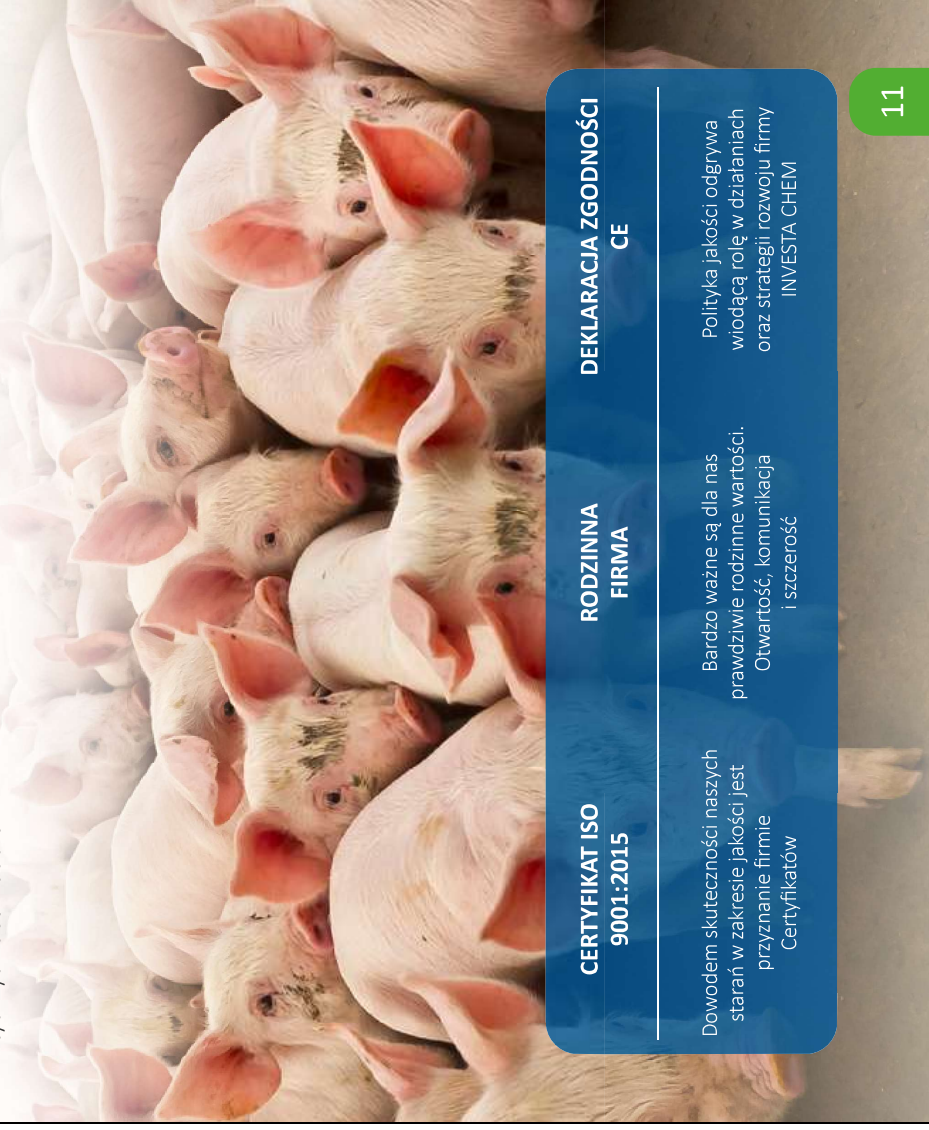 CERTYFIKAT ISO
9001:2015
Dowodem skuteczności naszych
starań w zakresie jakości jest
przyznanie firmie
Certyfikatów
RODZINNA
FIRMA
Bardzo ważne są dla nas
prawdziwie rodzinne wartości.
Otwartość, komunikacja
i szczerość
DEKLARACJA ZGODNOŚCI
CE
Polityka jakości odgrywa
wiodącą rolę w działaniach
oraz strategii rozwoju firmy
INVESTA CHEM
11